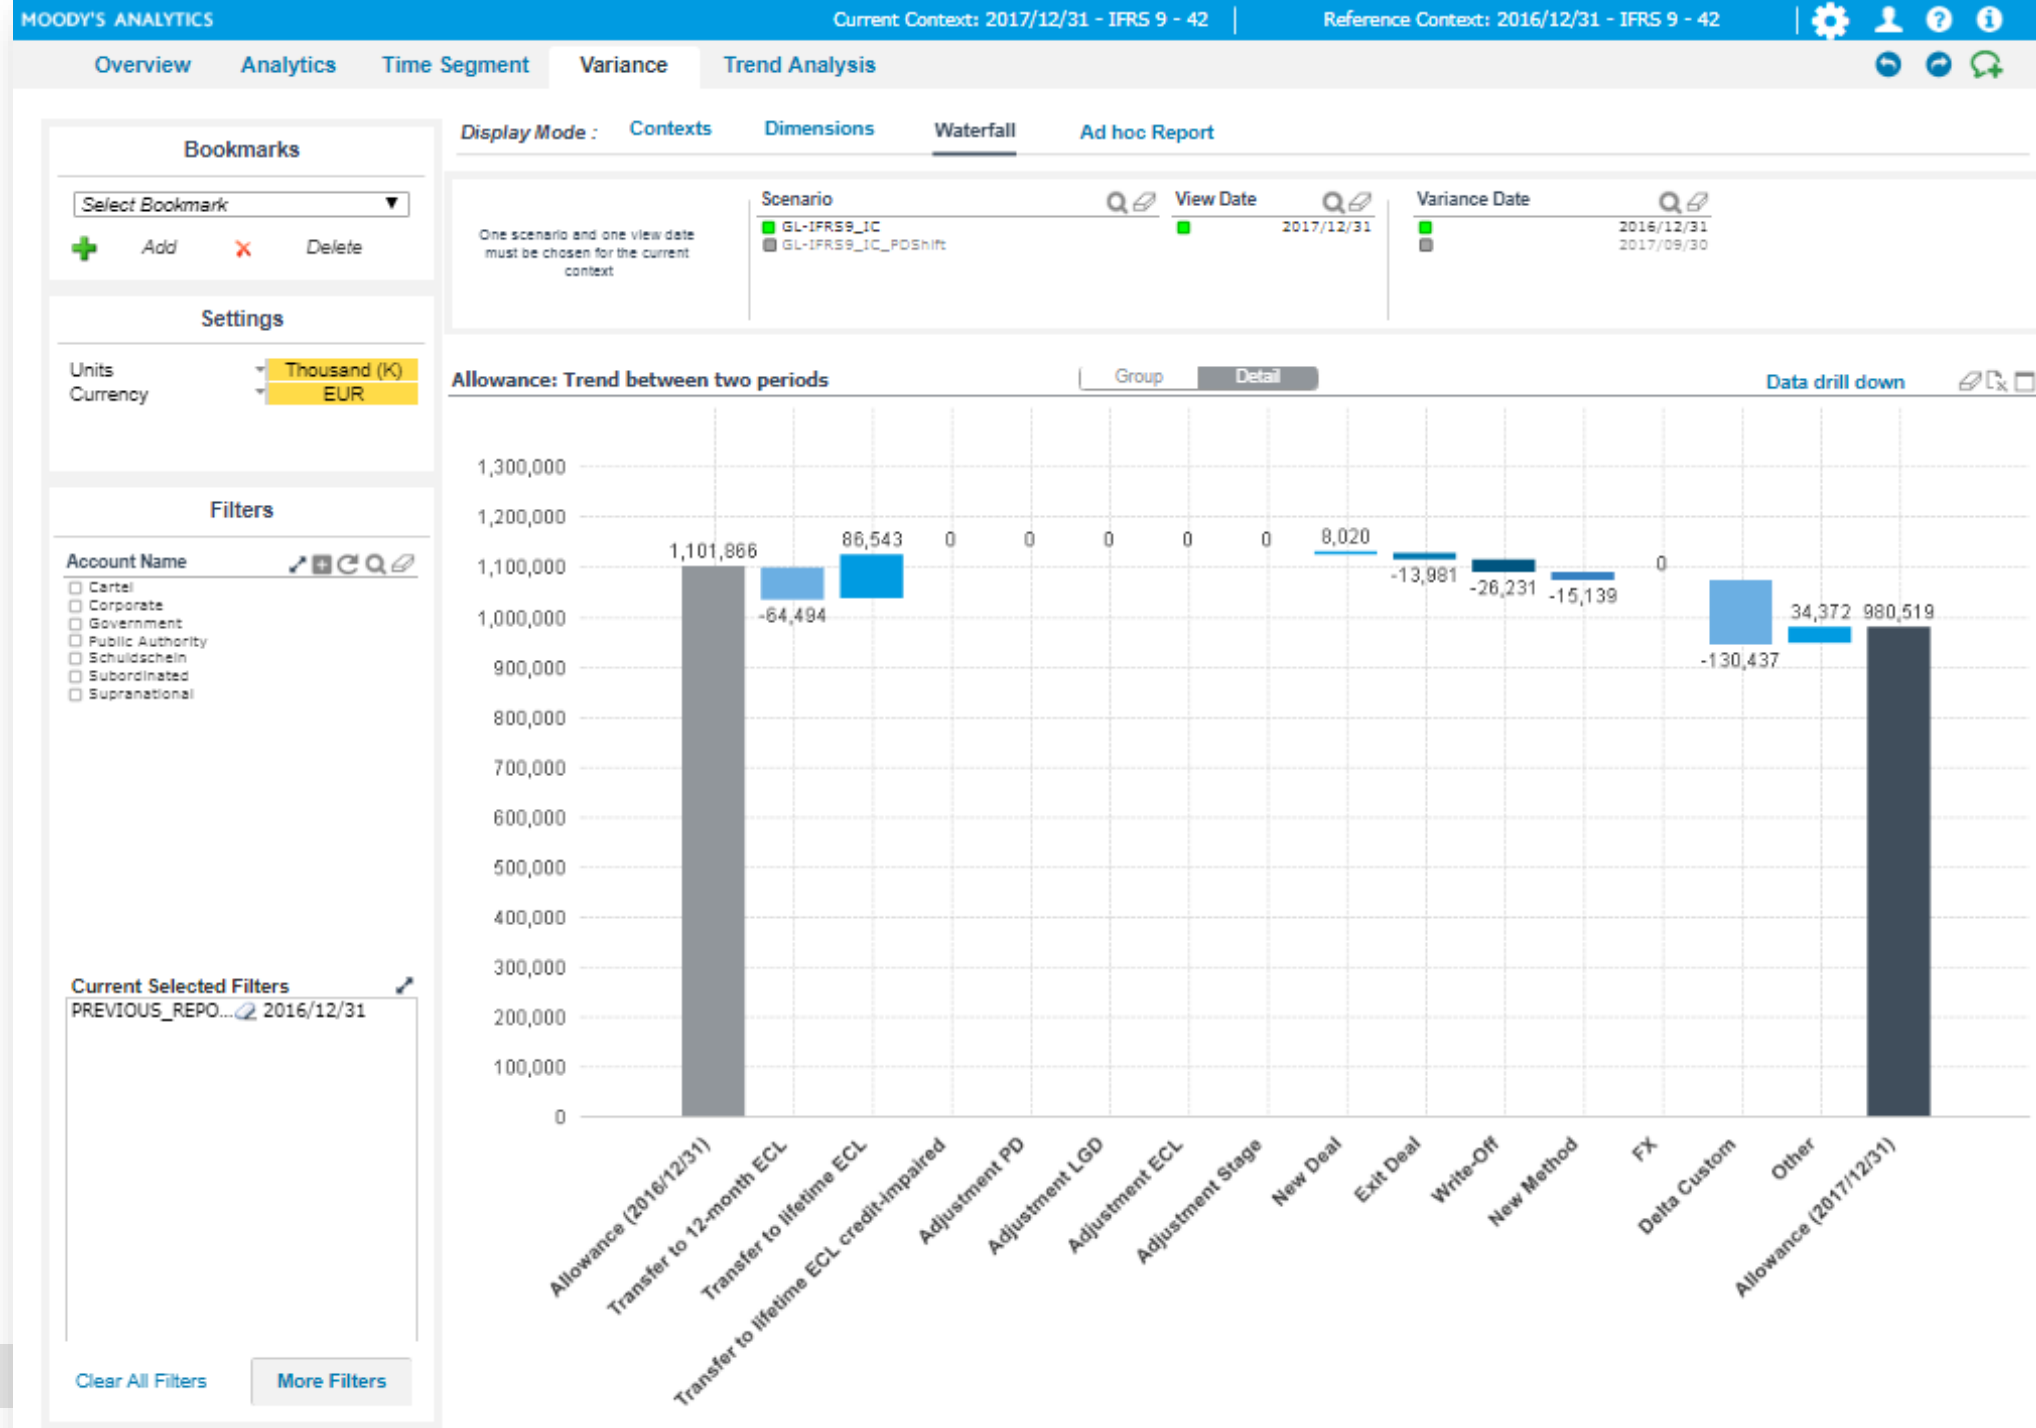 MOODY'S ANALYTICS
Current Context: 2017/12/31 - IFRS 9 - 42
Reference Context: 2016/12/31 - IFRS 9 - 42
Overview Analytics Time Segment Variance Trend Analysis
Bookmarks
Select Bookmark
Add Delete
Settings
Units Thousand (K)
Currency EUR
Filters
Account Name
Cartel
Corporate
Government
Public Authority
Schuldschein
Subordinated
Supranational
Current Selected Filters
PREVIOUS_REPO... 2016/12/31
Clear All Filters More Filters
Display Mode : Contexts Dimensions Waterfall Ad hoc Report
One scenario and one view date
must be chosen for the current
context
Scenario
GL-IFRS9_IC
GL-IFRS9_IC_PDShift
View Date
2017/12/31
Variance Date
2016/12/31
2017/09/30
Allowance: Trend between two periods
Group Detail
Data drill down
1,300,000
1,200,000
1,100,000
1,000,000
900,000
800,000
700,000
600,000
500,000
400,000
300,000
200,000
100,000
0
1,101,866
-64,494
86,543
0
0
0
0
0
8,020
-13,981
-26,231
-15,139
0
-130,437
34,372
980,519
Allowance (2016/12/31)
Transfer to 12-month ECL
Transfer to lifetime ECL
Transfer to lifetime ECL credit-impaired
Adjustment PD
Adjustment LGD
Adjustment ECL
Adjustment Stage
New Deal
Exit Deal
Write-Off
New Method
FX
Delta Custom
Other
Allowance (2017/12/31)